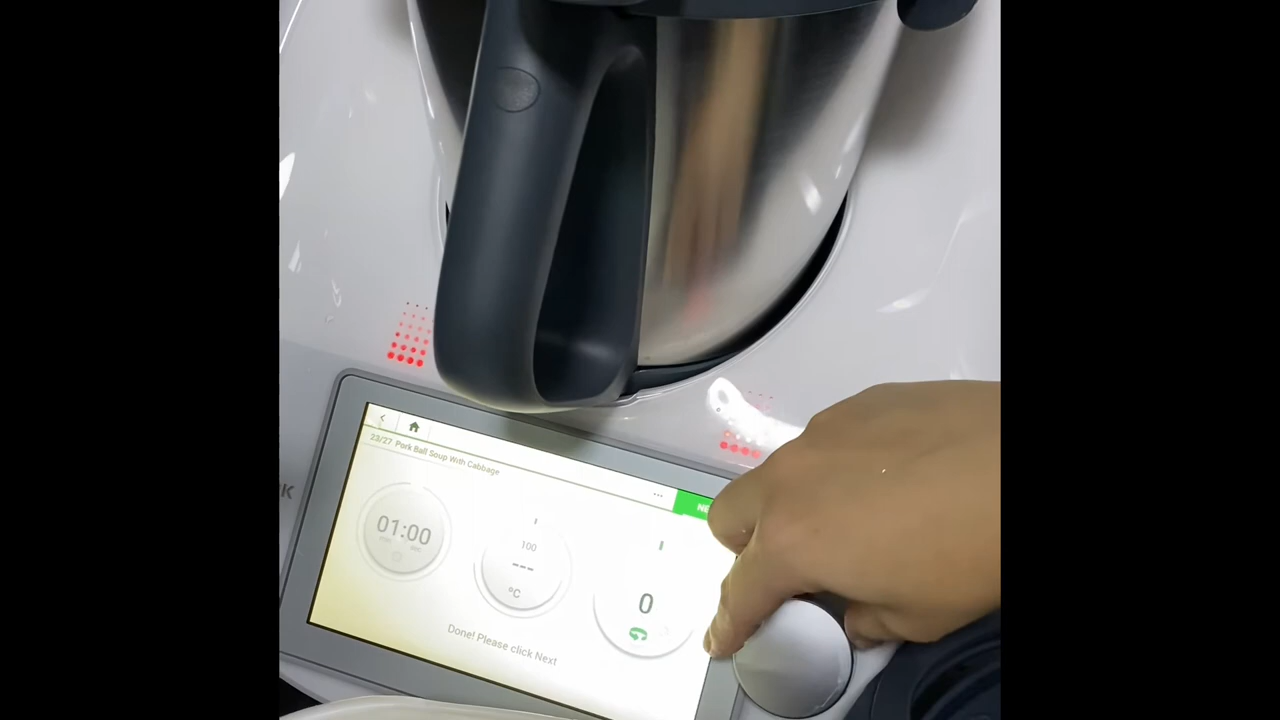 23/27 Pork Ball Soup With Cabbage
01:00
100
---
°C
0
Done! Please click Next